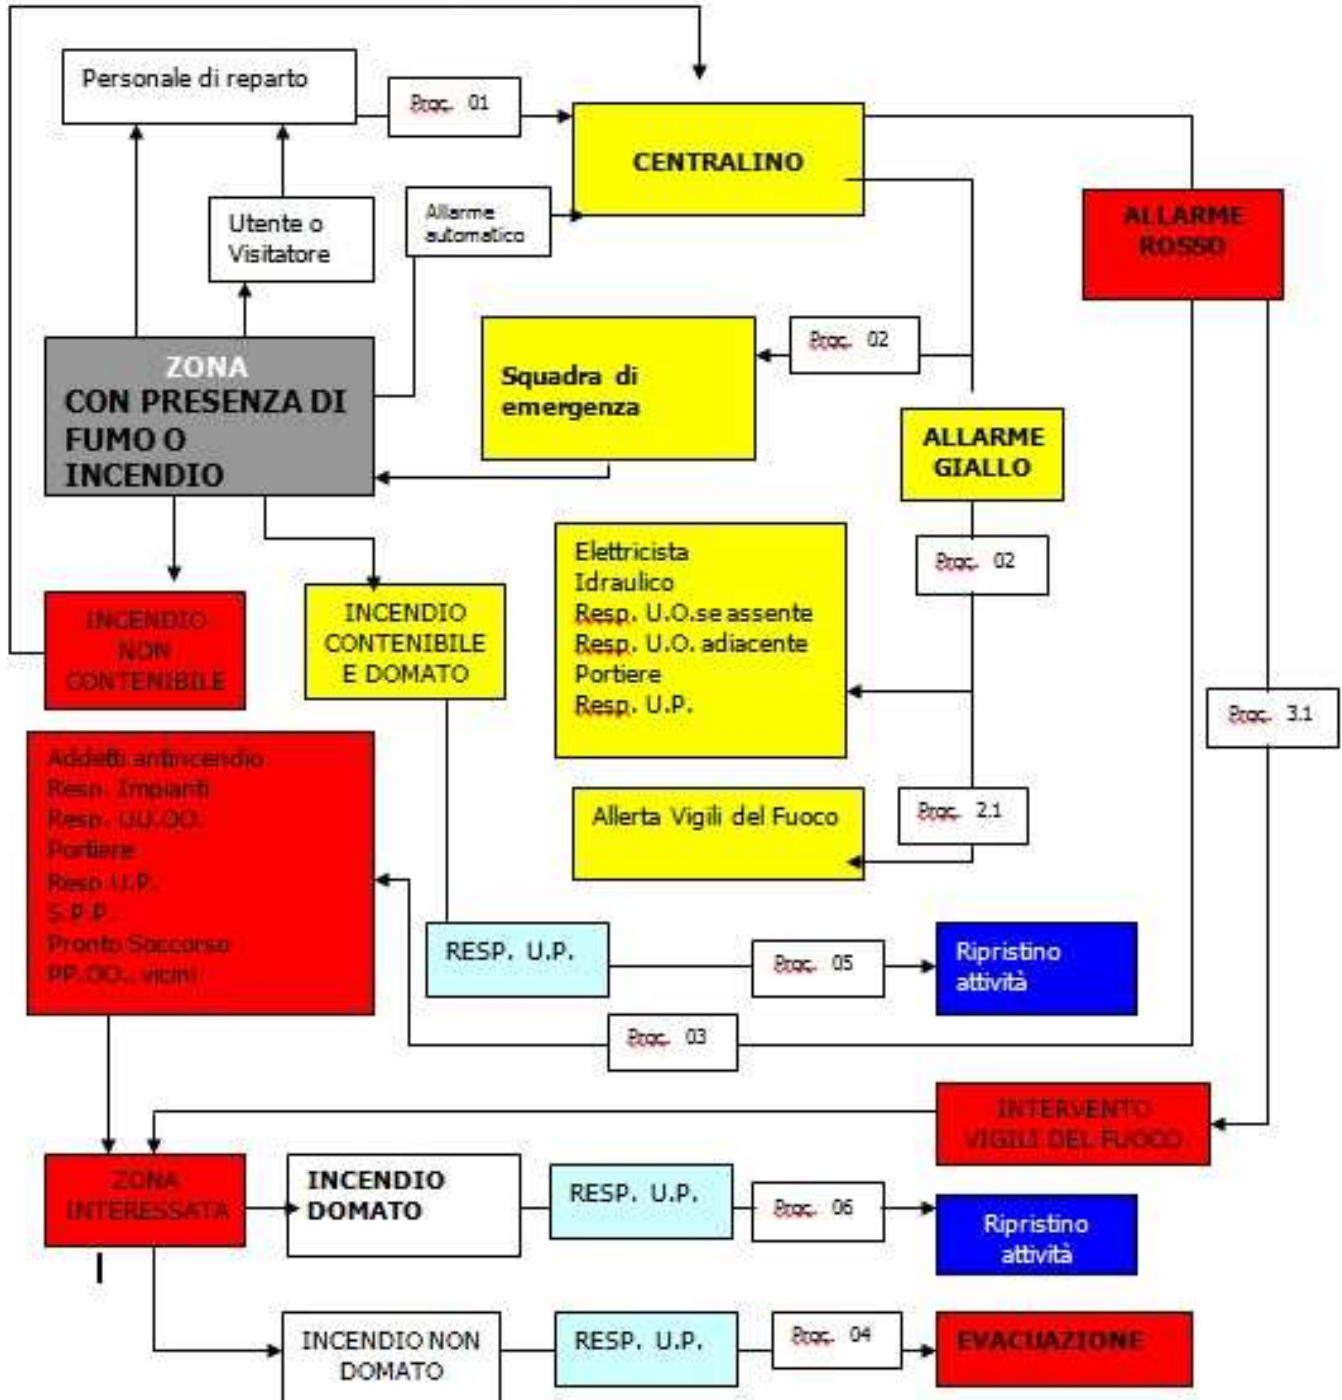 Personale di reparto
Proc. 01
CENTRALINO
Utente o
Visitatore
Allarme
automatico
ALLARME
ROSSO
ZONA
CON PRESENZA DI
FUMO O
INCENDIO
Squadra di
emergenza
Proc. 02
ALLARME
GIALLO
Proc. 02
Elettricista
Idraulico
Resp. U.O.se assente
Resp. U.O. adiacente
Portiere
Resp. U.P.
INCENDIO
NON
CONTENIBILE
INCENDIO
CONTENIBILE
E DOMATO
Proc. 3.1
Addetti antincendio
Resp. Impianti
Resp. UU.OO.
Portiere
Resp U.P.
S.P.P.
Pronto Soccorso
PP.OO.. vicini
Allerta Vigili del Fuoco
Proc. 2.1
RESP. U.P.
Proc. 05
Ripristino
attività
Proc. 03
INTERVENTO
VIGILI DEL FUOCO
ZONA
INTERESSATA
INCENDIO
DOMATO
RESP. U.P.
Proc. 06
Ripristino
attività
INCENDIO NON
DOMATO
RESP. U.P.
Proc. 04
EVACUAZIONE